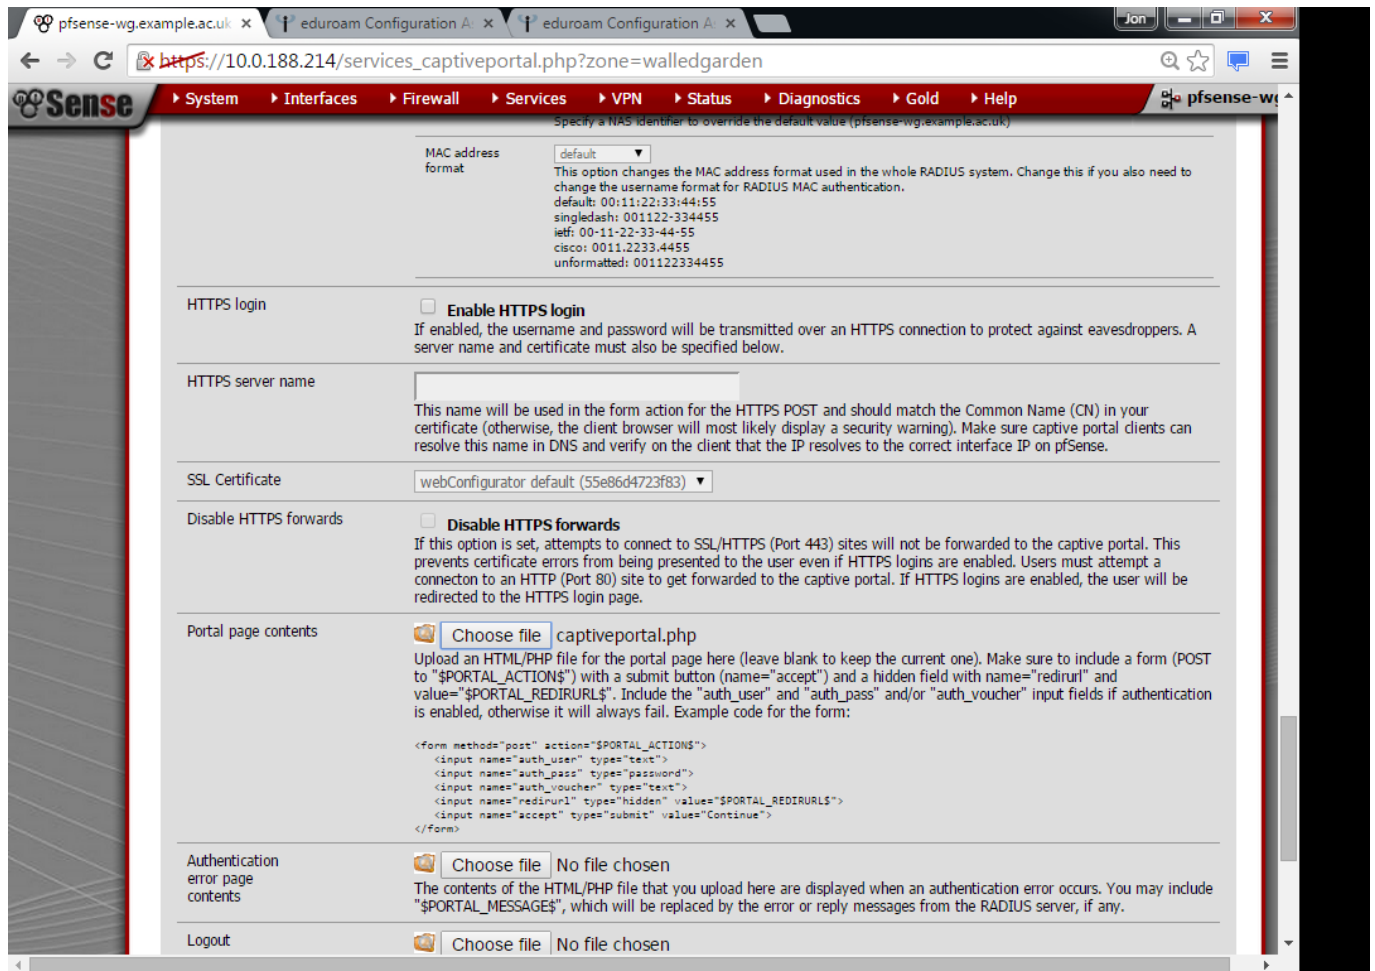 pfsense-wg.example.ac.uk
eduroam Configuration As
eduroam Configuration As
Jon
https://10.0.188.214/services_captiveportal.php?zone=walledgarden
Sense
System
Interfaces
Firewall
Services
VPN
Status
Diagnostics
Gold
Help
pfsense-wg
Specify a NAS identifier to override the default value (pfsense-wg.example.ac.uk)
MAC address
format
default
This option changes the MAC address format used in the whole RADIUS system. Change this if you also need to
change the username format for RADIUS MAC authentication.
default: 00:11:22:33:44:55
singledash: 001122-334455
ietf: 00-11-22-33-44-55
cisco: 0011.2233.4455
unformatted: 001122334455
HTTPS login
Enable HTTPS login
If enabled, the username and password will be transmitted over an HTTPS connection to protect against eavesdroppers. A
server name and certificate must also be specified below.
HTTPS server name
This name will be used in the form action for the HTTPS POST and should match the Common Name (CN) in your
certificate (otherwise, the client browser will most likely display a security warning). Make sure captive portal clients can
resolve this name in DNS and verify on the client that the IP resolves to the correct interface IP on pfSense.
SSL Certificate
webConfigurator default (55e86d4723f83)
Disable HTTPS forwards
Disable HTTPS forwards
If this option is set, attempts to connect to SSL/HTTPS (Port 443) sites will not be forwarded to the captive portal. This
prevents certificate errors from being presented to the user even if HTTPS logins are enabled. Users must attempt a
connecton to an HTTP (Port 80) site to get forwarded to the captive portal. If HTTPS logins are enabled, the user will be
redirected to the HTTPS login page.
Portal page contents
Choose file captiveportal.php
Upload an HTML/PHP file for the portal page here (leave blank to keep the current one). Make sure to include a form (POST
to "$PORTAL_ACTION$") with a submit button (name="accept") and a hidden field with name="redirurl" and
value="$PORTAL_REDIRURL$". Include the "auth_user" and "auth_pass" and/or "auth_voucher" input fields if authentication
is enabled, otherwise it will always fail. Example code for the form:
<form method="post" action="$PORTAL_ACTION$">
<input name="auth_user" type="text">
<input name="auth_pass" type="password">
<input name="auth_voucher" type="text">
<input name="redirurl" type="hidden" value="$PORTAL_REDIRURL$">
<input name="accept" type="submit" value="Continue">
</form>
Authentication
error page
contents
Choose file No file chosen
The contents of the HTML/PHP file that you upload here are displayed when an authentication error occurs. You may include
"$PORTAL_MESSAGE$", which will be replaced by the error or reply messages from the RADIUS server, if any.
Logout
Choose file No file chosen